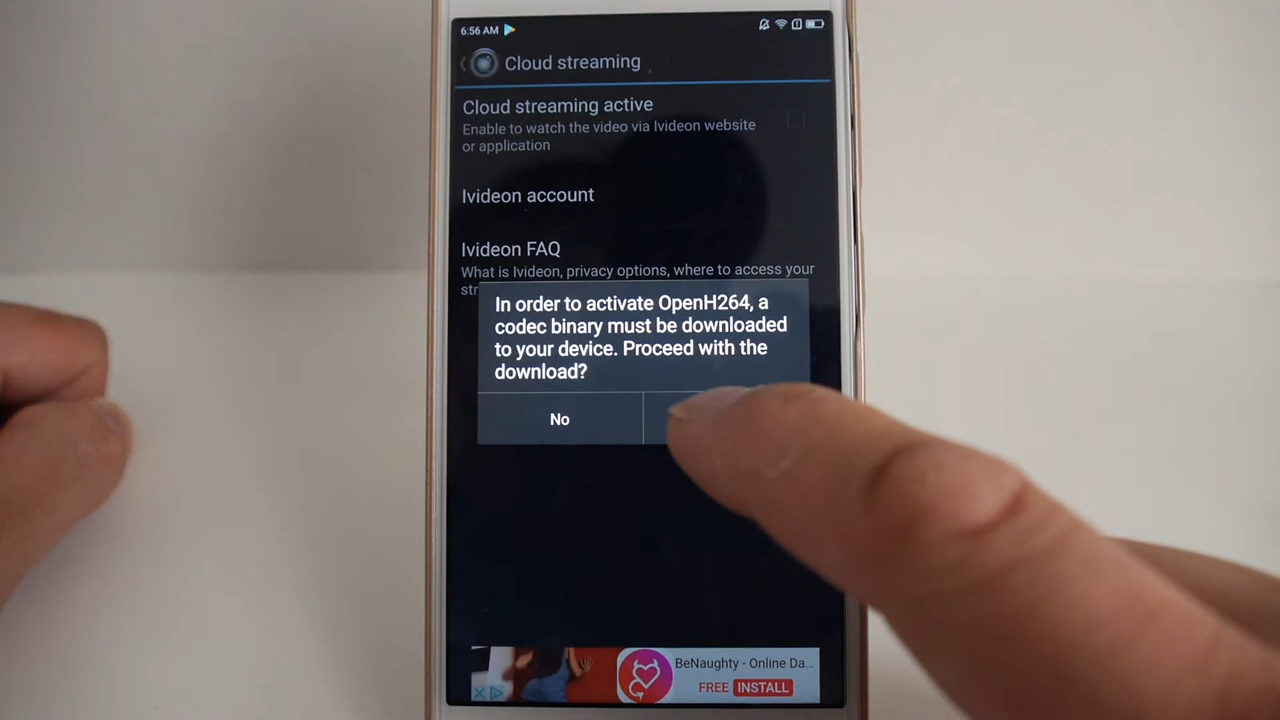 6:56 AM
Cloud streaming
Cloud streaming active
Enable to watch the video via Ivideon website
or application
Ivideon account
Ivideon FAQ
What is Ivideon, privacy options, where to access your
str
In order to activate OpenH264, a
codec binary must be downloaded
to your device. Proceed with the
download?
No
BeNaughty - Online Da...
FREE INSTALL